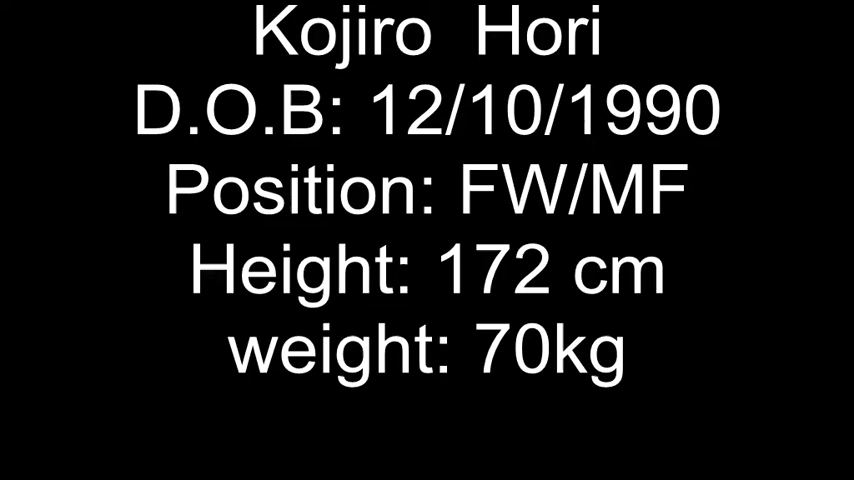 Kojiro Hori
D.O.B: 12/10/1990
Position: FW/MF
Height: 172 cm
weight: 70kg